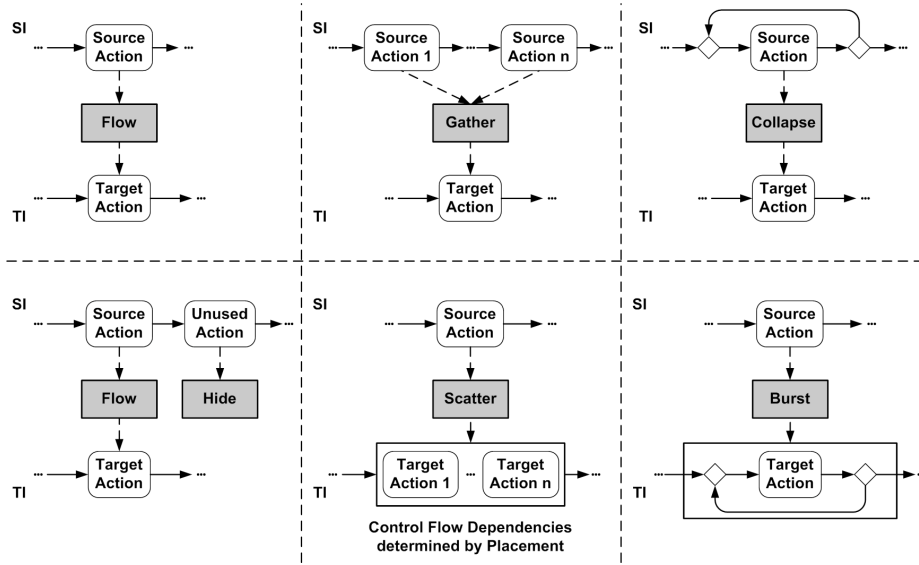 SI
... Source Action ...
Flow
TI
... Target Action ...
SI
... Source Action 1 ... Source Action n ...
Gather
TI
... Target Action ...
SI
... Source Action ...
Collapse
TI
... Target Action ...
SI
... Source Action Unused Action ...
Flow Hide
... Target Action ...
TI
SI
... Source Action ...
Scatter
... Target Action 1 ... Target Action n ...
TI
Control Flow Dependencies
determined by Placement
SI
... Source Action ...
Burst
... Target Action ...
TI